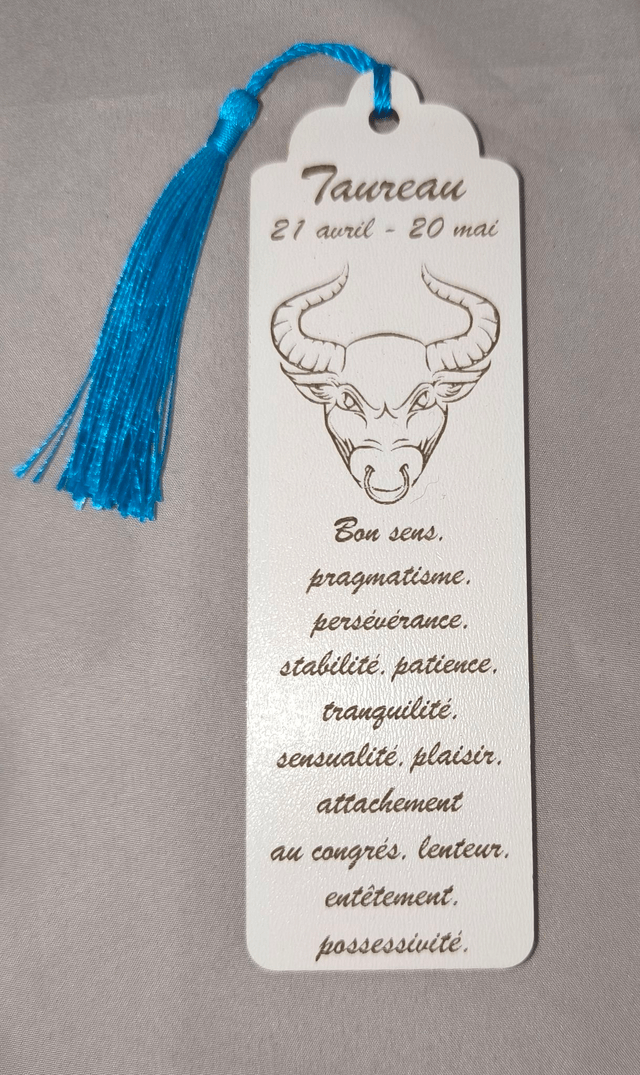 Taureau
21 avril - 20 mai
Bon sens,
pragmatisme,
persévérance,
stabilité, patience,
tranquilité,
sensualité, plaisir,
attachement
au congrés, lenteur,
entêtement,
possessivité.